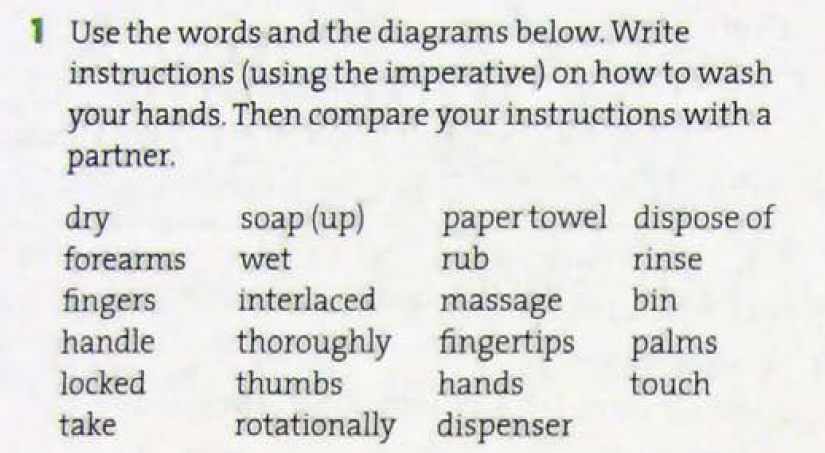 1 Use the words and the diagrams below. Write
instructions (using the imperative) on how to wash
your hands. Then compare your instructions with a
partner.
dry soap (up) paper towel dispose of
forearms wet rub rinse
fingers interlaced massage bin
handle thoroughly fingertips palms
locked thumbs hands touch
take rotationally dispenser